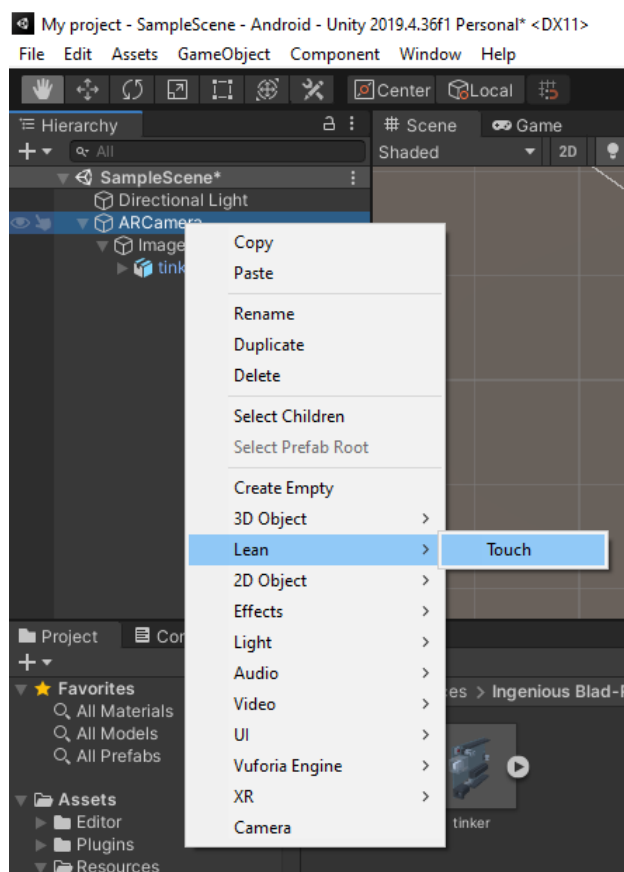 My project - SampleScene - Android - Unity 2019.4.36f1 Personal* <DX11>
File Edit Assets GameObject Component Window Help
Center Local
Hierarchy
# Scene Game
All
Shaded 2D
SampleScene*
Directional Light
ARCamera
Image
tink
Copy
Paste
Rename
Duplicate
Delete
Select Children
Select Prefab Root
Create Empty
3D Object
Lean
Touch
2D Object
Effects
Light
Audio
Video
UI
Vuforia Engine
XR
Camera
Project Con
Favorites
All Materials
All Models
All Prefabs
Assets
Editor
Plugins
Resources
ces > Ingenious Blad-
tinker